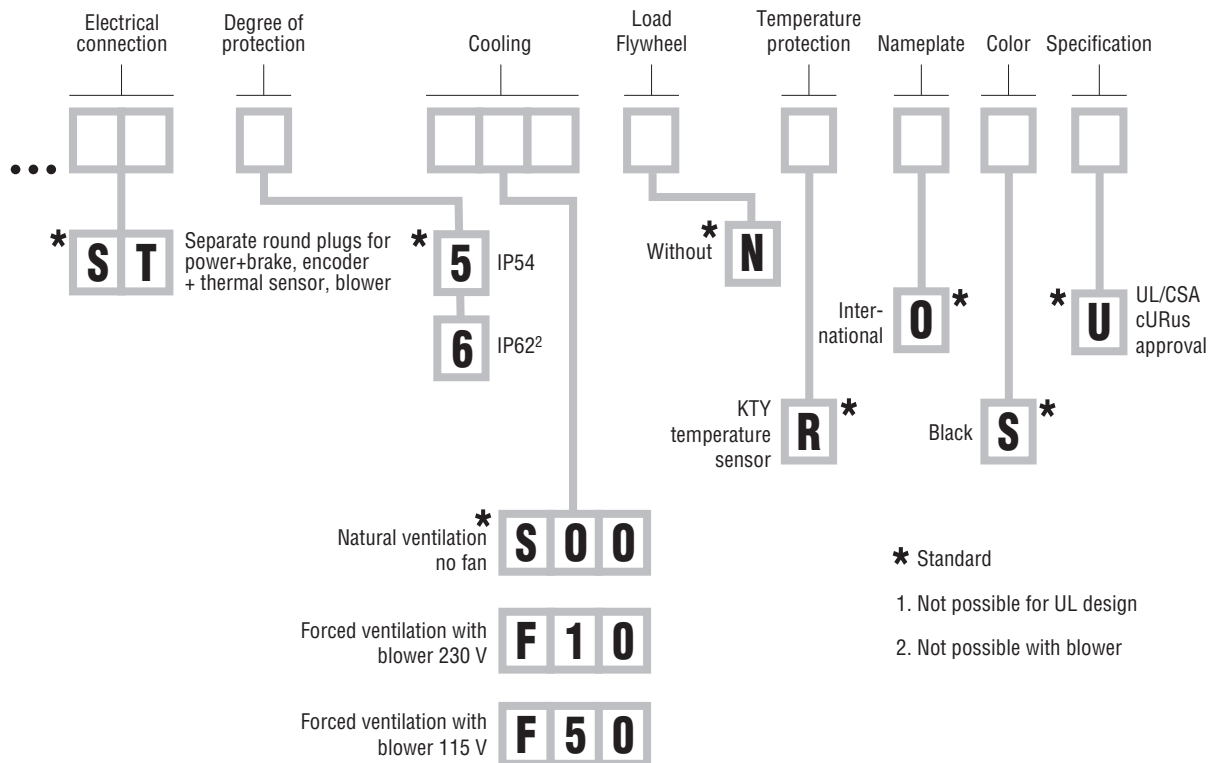 Electrical
connection
Degree of
protection
Cooling
Load
Flywheel
Temperature
protection
Nameplate
Color
Specification
...
* S T
Separate round plugs for
power+brake, encoder
+ thermal sensor, blower
* 5 IP54
6 IP62²
Without * N
Inter-
national
O *
* U
UL/CSA
cURus
approval
KTY
temperature
sensor
R *
Black S *
Natural ventilation
no fan
* S 0 0
Forced ventilation with
blower 230 V
F 1 0
Forced ventilation with
blower 115 V
F 5 0
* Standard
1. Not possible for UL design
2. Not possible with blower